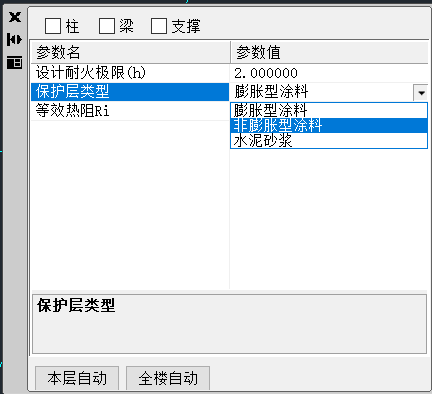 柱 梁 支撑
参数名 参数值
设计耐火极限(h) 2.000000
保护层类型 膨胀型涂料
等效热阻Ri 膨胀型涂料
非膨胀型涂料
水泥砂浆
保护层类型
本层自动 全楼自动